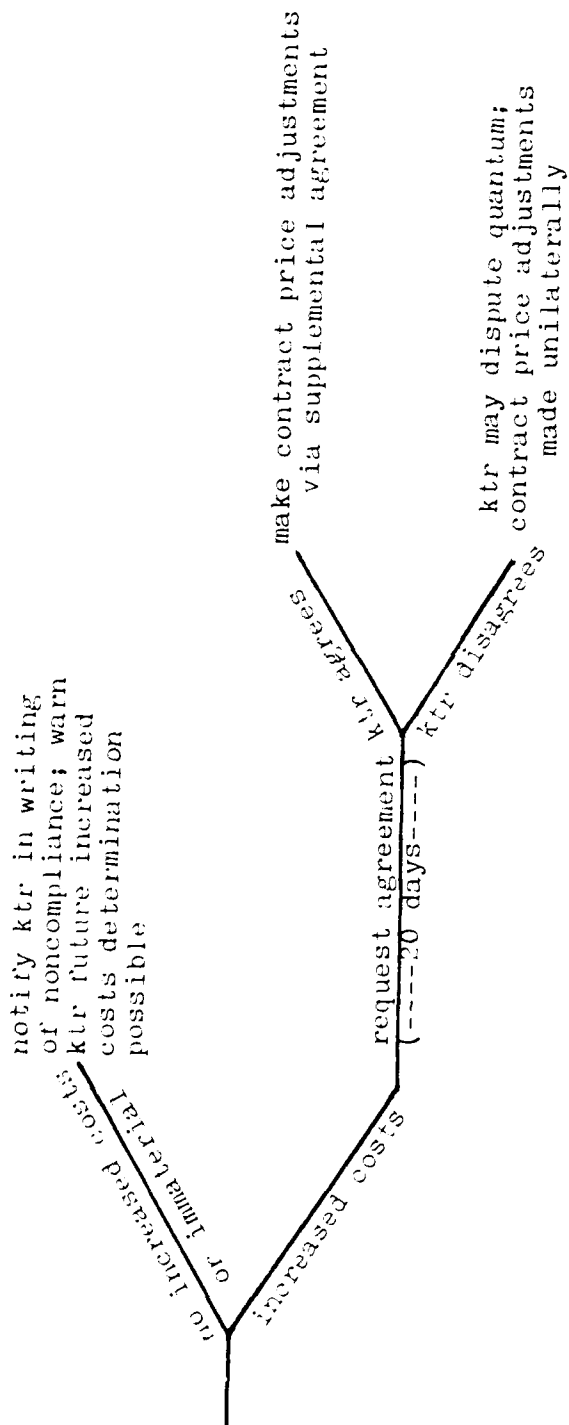 notify ktr in writing
of noncompliance; warn
ktr future increased
costs determination
possible
no increased costs
or immaterial
increased costs
request agreement
(----20 days-----)
ktr agrees
make contract price adjustments
via supplemental agreement
ktr disagrees
ktr may dispute quantum;
contract price adjustments
made unilaterally